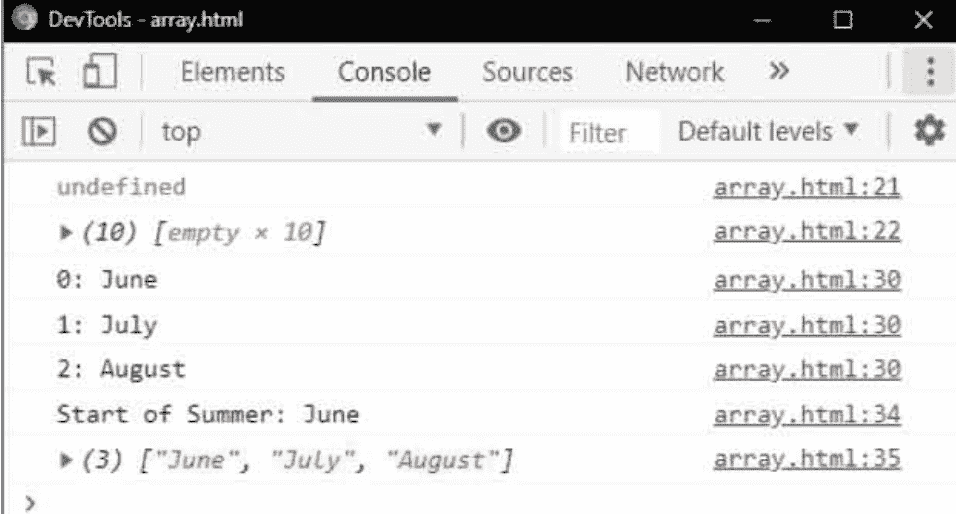 DevTools - array.html
Elements Console Sources Network »
top Filter Default levels
undefined array.html:21
(10) [empty × 10] array.html:22
0: June array.html:30
1: July array.html:30
2: August array.html:30
Start of Summer: June array.html:34
(3) ["June", "July", "August"] array.html:35
>